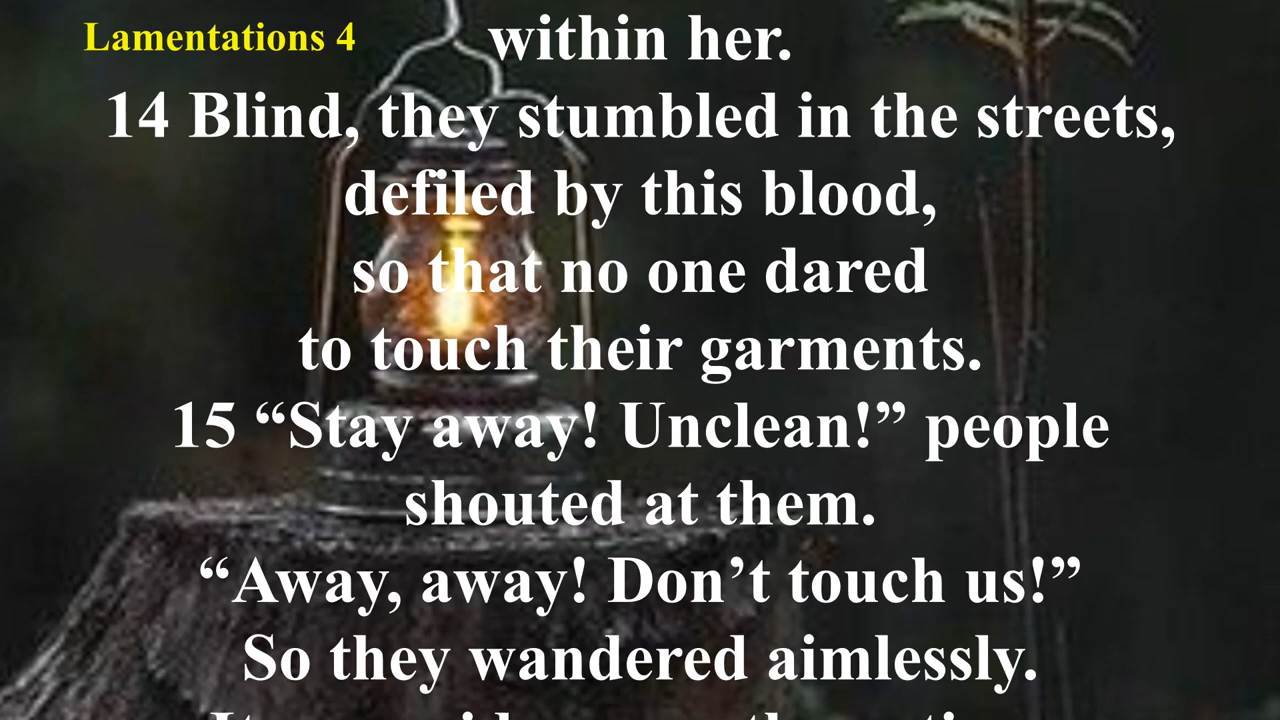 Lamentations 4
within her.
14 Blind, they stumbled in the streets,
defiled by this blood,
so that no one dared
to touch their garments.
15 “Stay away! Unclean!” people
shouted at them.
“Away, away! Don’t touch us!”
So they wandered aimlessly.